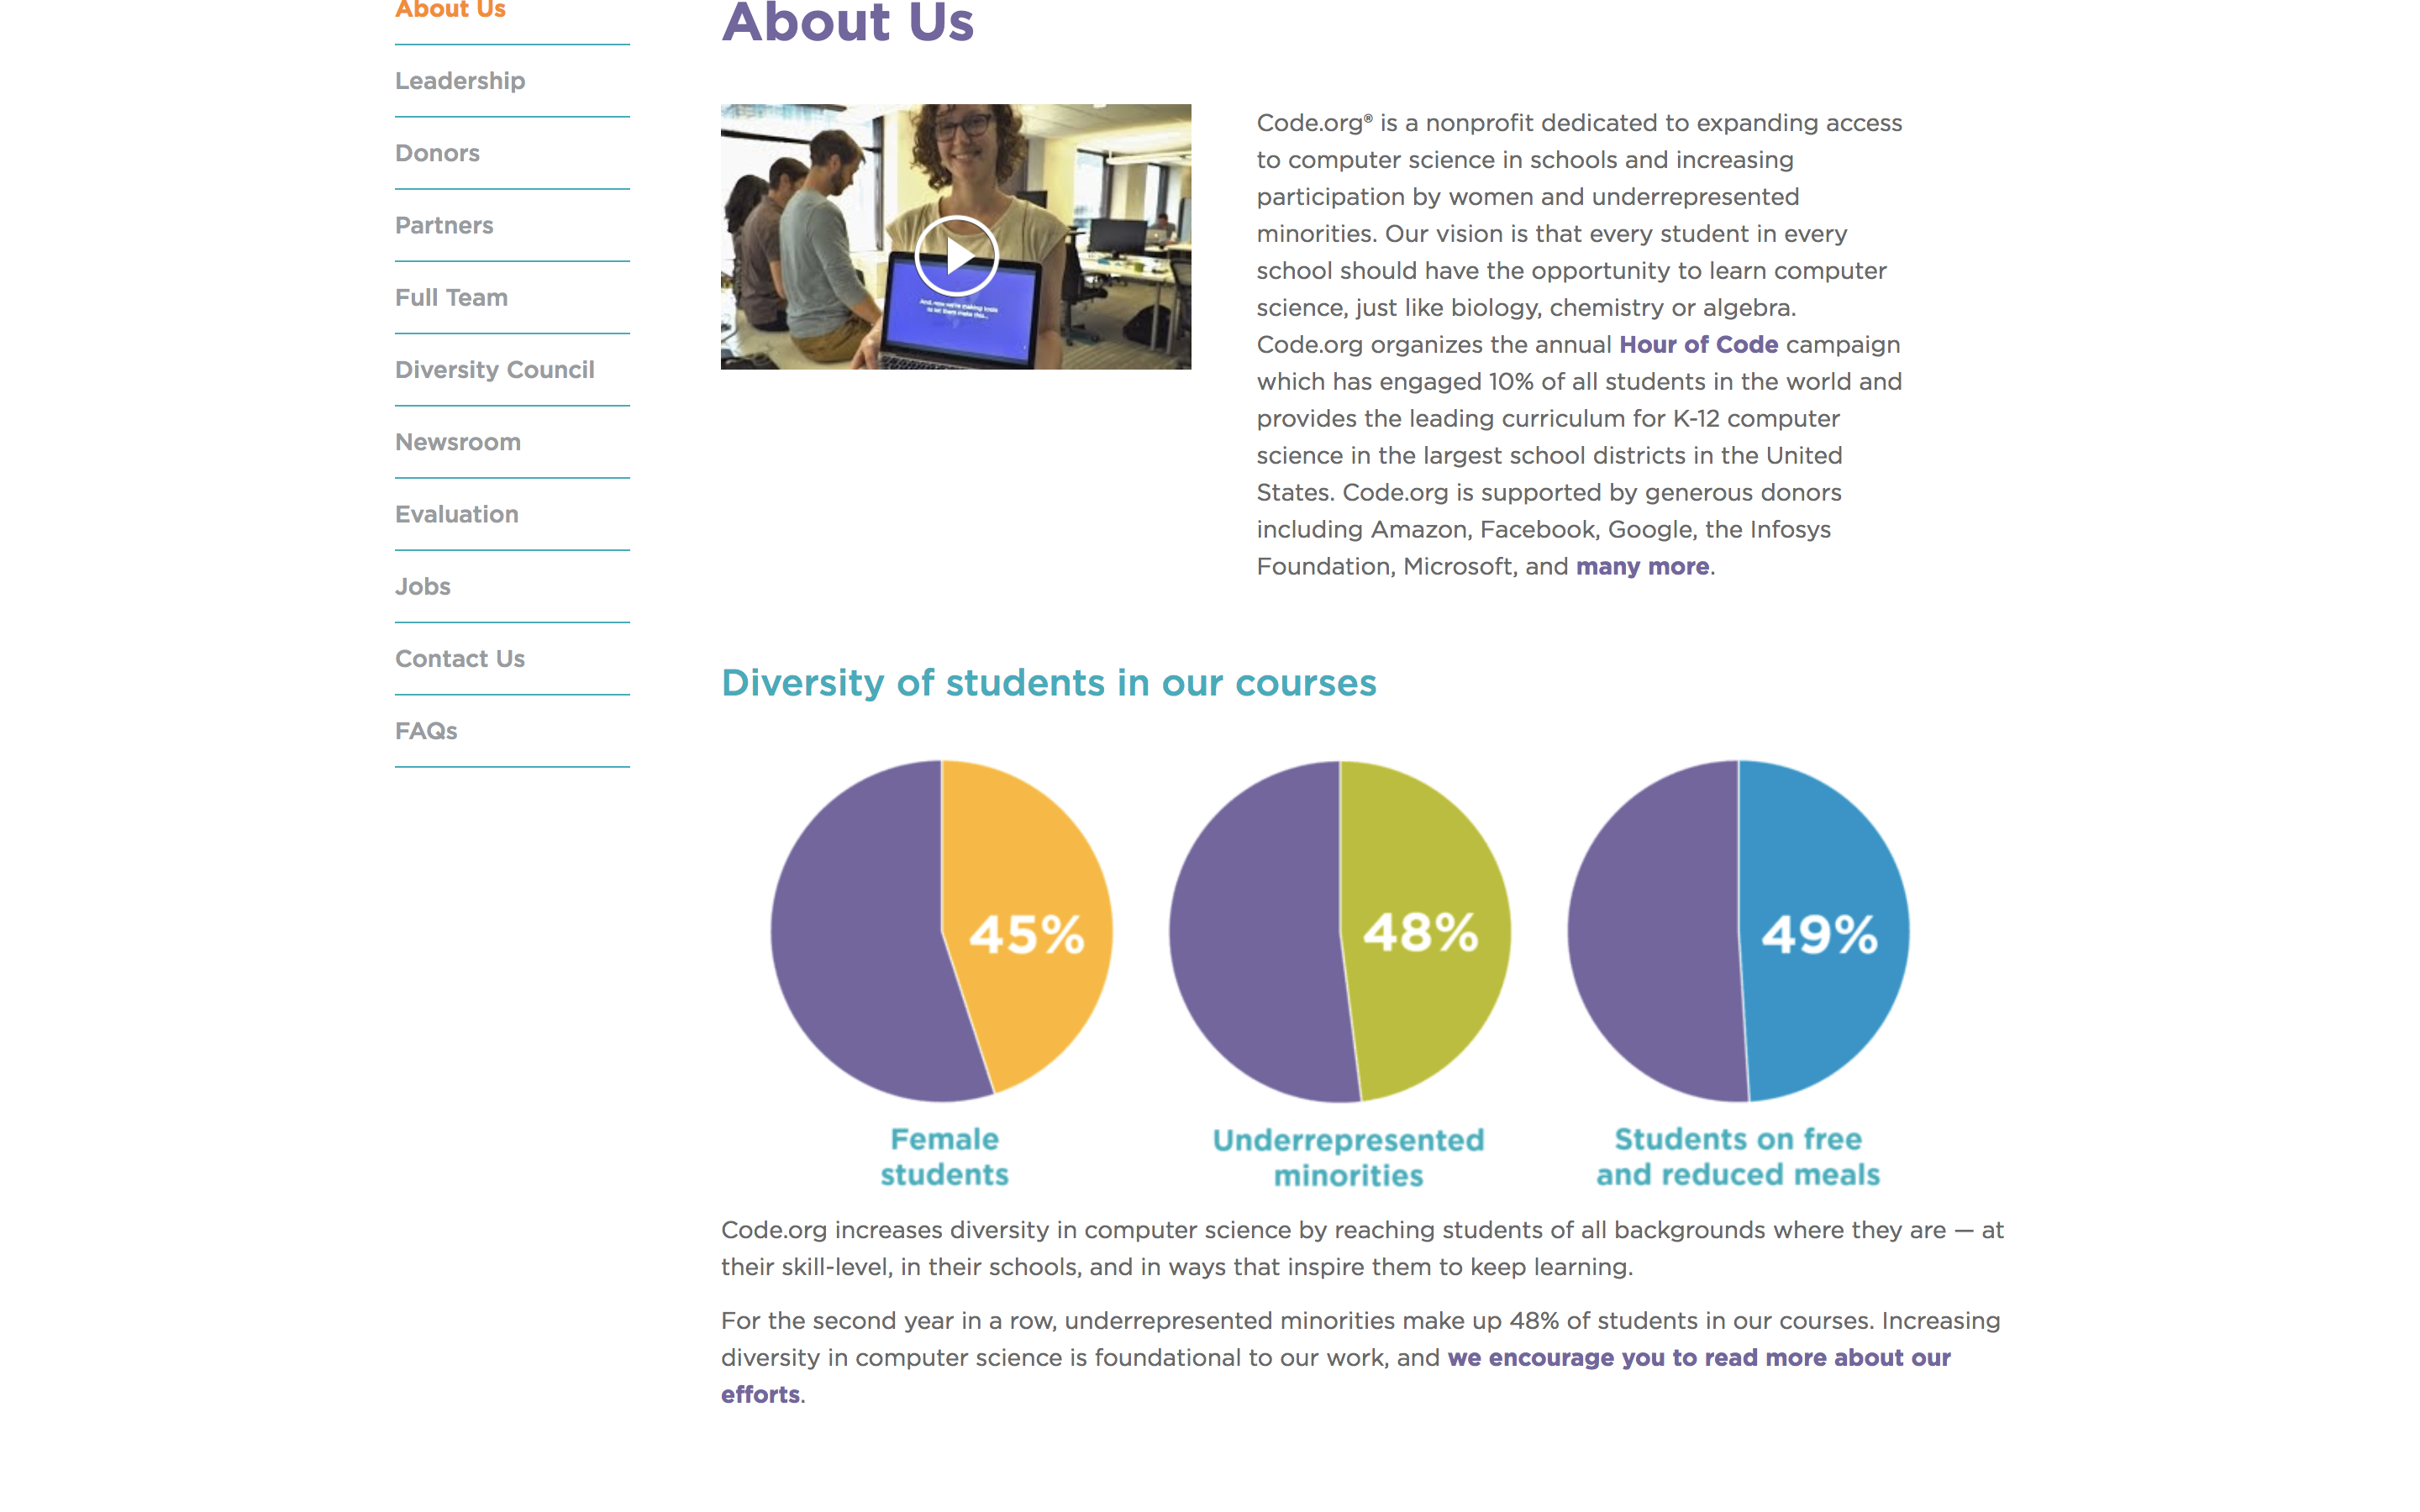 About Us
Leadership
Donors
Partners
Full Team
Diversity Council
Newsroom
Evaluation
Jobs
Contact Us
FAQs
About Us
And, now we're making tools
to let them make this...
Code.org® is a nonprofit dedicated to expanding access
to computer science in schools and increasing
participation by women and underrepresented
minorities. Our vision is that every student in every
school should have the opportunity to learn computer
science, just like biology, chemistry or algebra.
Code.org organizes the annual Hour of Code campaign
which has engaged 10% of all students in the world and
provides the leading curriculum for K-12 computer
science in the largest school districts in the United
States. Code.org is supported by generous donors
including Amazon, Facebook, Google, the Infosys
Foundation, Microsoft, and many more.
Diversity of students in our courses
45%
Female
students
48%
Underrepresented
minorities
49%
Students on free
and reduced meals
Code.org increases diversity in computer science by reaching students of all backgrounds where they are — at
their skill-level, in their schools, and in ways that inspire them to keep learning.
For the second year in a row, underrepresented minorities make up 48% of students in our courses. Increasing
diversity in computer science is foundational to our work, and we encourage you to read more about our
efforts.